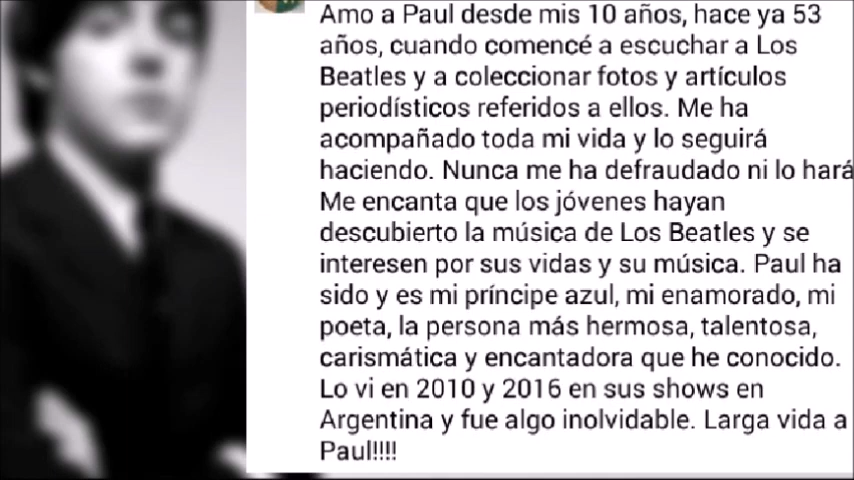 Amo a Paul desde mis 10 años, hace ya 53
años, cuando comencé a escuchar a Los
Beatles y a coleccionar fotos y artículos
periodísticos referidos a ellos. Me ha
acompañado toda mi vida y lo seguirá
haciendo. Nunca me ha defraudado ni lo hará
Me encanta que los jóvenes hayan
descubierto la música de Los Beatles y se
interesen por sus vidas y su música. Paul ha
sido y es mi príncipe azul, mi enamorado, mi
poeta, la persona más hermosa, talentosa,
carismática y encantadora que he conocido.
Lo vi en 2010 y 2016 en sus shows en
Argentina y fue algo inolvidable. Larga vida a
Paul!!!!